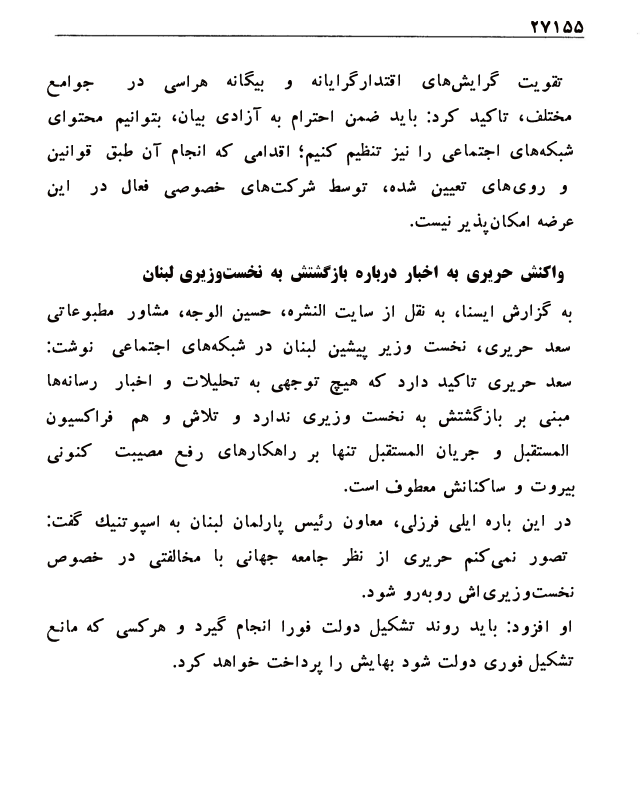 ۲۷۱۵۵
تقویت گرایش‌های اقتدارگرایانه و بیگانه هراسی در جوامع
مختلف، تاکید کرد: باید ضمن احترام به آزادی بیان، بتوانیم محتوای
شبکه‌های اجتماعی را نیز تنظیم کنیم؛ اقدامی که انجام آن طبق قوانین
و روی‌های تعیین شده، توسط شرکت‌های خصوصی فعال در این
عرضه امکان‌پذیر نیست.
واکنش حریری به اخبار درباره بازگشتش به نخست‌وزیری لبنان
به گزارش ایسنا، به نقل از سایت النشره، حسین الوجه، مشاور مطبوعاتی
سعد حریری، نخست وزیر پیشین لبنان در شبکه‌های اجتماعی نوشت:
سعد حریری تاکید دارد که هیچ توجهی به تحلیلات و اخبار رسانه‌ها
مبنی بر بازگشتش به نخست وزیری ندارد و تلاش و هم فراکسیون
المستقبل و جریان المستقبل تنها بر راهکارهای رفع مصیبت کنونی
بیروت و ساکنانش معطوف است.
در این باره ایلی فرزلی، معاون رئیس پارلمان لبنان به اسپوتنیك گفت:
تصور نمی‌کنم حریری از نظر جامعه جهانی با مخالفتی در خصوص
نخست‌وزیری‌اش روبه‌رو شود.
او افزود: باید روند تشکیل دولت فورا انجام گیرد و هرکسی که مانع
تشکیل فوری دولت شود بهایش را پرداخت خواهد کرد.